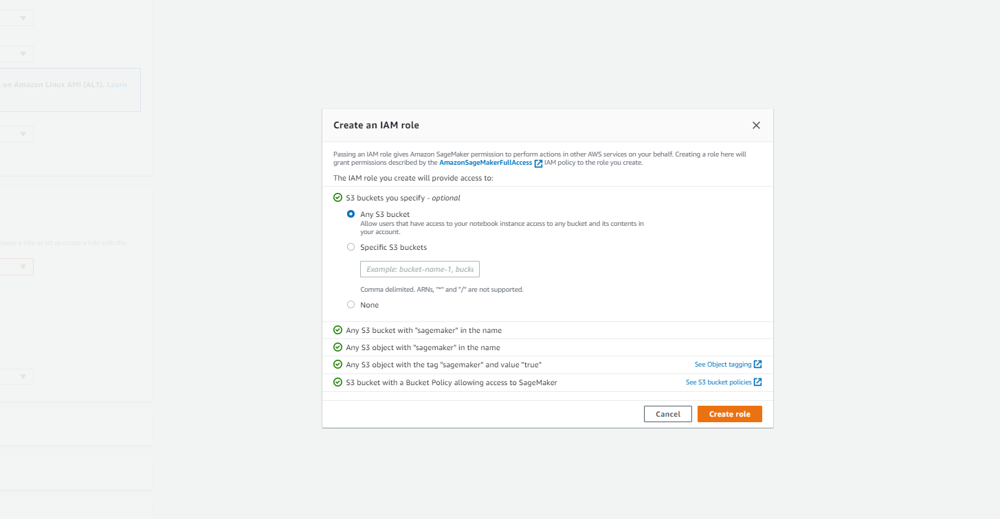 on Amazon Linux AMI (AL1). Learn
Create an IAM role
Passing an IAM role gives Amazon SageMaker permission to perform actions in other AWS services on your behalf. Creating a role here will
grant permissions described by the AmazonSageMakerFullAccess IAM policy to the role you create.
The IAM role you create will provide access to:
S3 buckets you specify - optional
Any S3 bucket
Allow users that have access to your notebook instance access to any bucket and its contents in
your account.
Specific S3 buckets
hoose a role or let us create a role with the
Example: bucket-name-1, bucke
Comma delimited. ARNs, "*" and "/" are not supported.
None
Any S3 bucket with "sagemaker" in the name
Any S3 object with "sagemaker" in the name
Any S3 object with the tag "sagemaker" and value "true" See Object tagging
S3 bucket with a Bucket Policy allowing access to SageMaker See S3 bucket policies
Cancel Create role